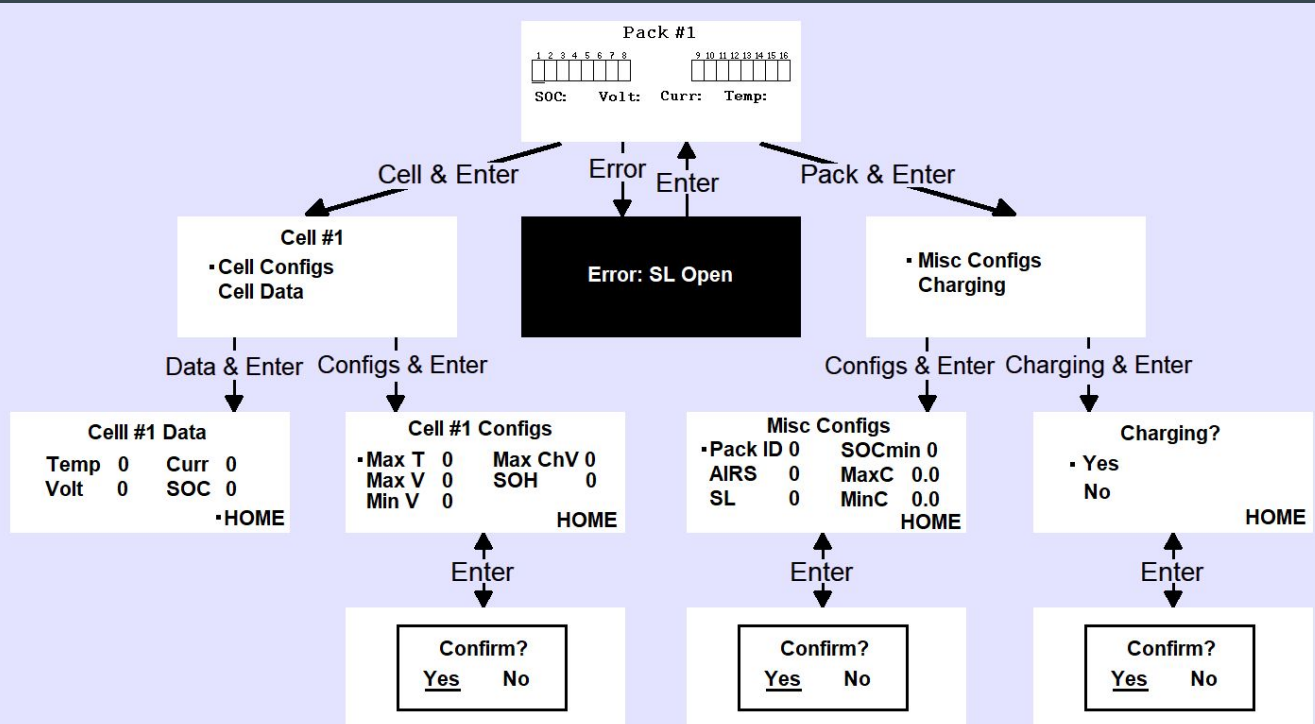 Pack #1
1 2 3 4 5 6 7 8 9 10 11 12 13 14 15 16
SOC: Volt: Curr: Temp:
Cell & Enter
Error
Enter
Pack & Enter
Cell #1
Cell Configs
Cell Data
Error: SL Open
Misc Configs
Charging
Data & Enter
Configs & Enter
Configs & Enter
Charging & Enter
Celll #1 Data
Temp 0 Curr 0
Volt 0 SOC 0
HOME
Cell #1 Configs
Max T 0 Max ChV 0
Max V 0 SOH 0
Min V 0
HOME
Misc Configs
Pack ID 0 SOCmin 0
AIRS 0 MaxC 0.0
SL 0 MinC 0.0
HOME
Charging?
Yes
No
HOME
Enter
Enter
Enter
Confirm?
Yes No
Confirm?
Yes No
Confirm?
Yes No